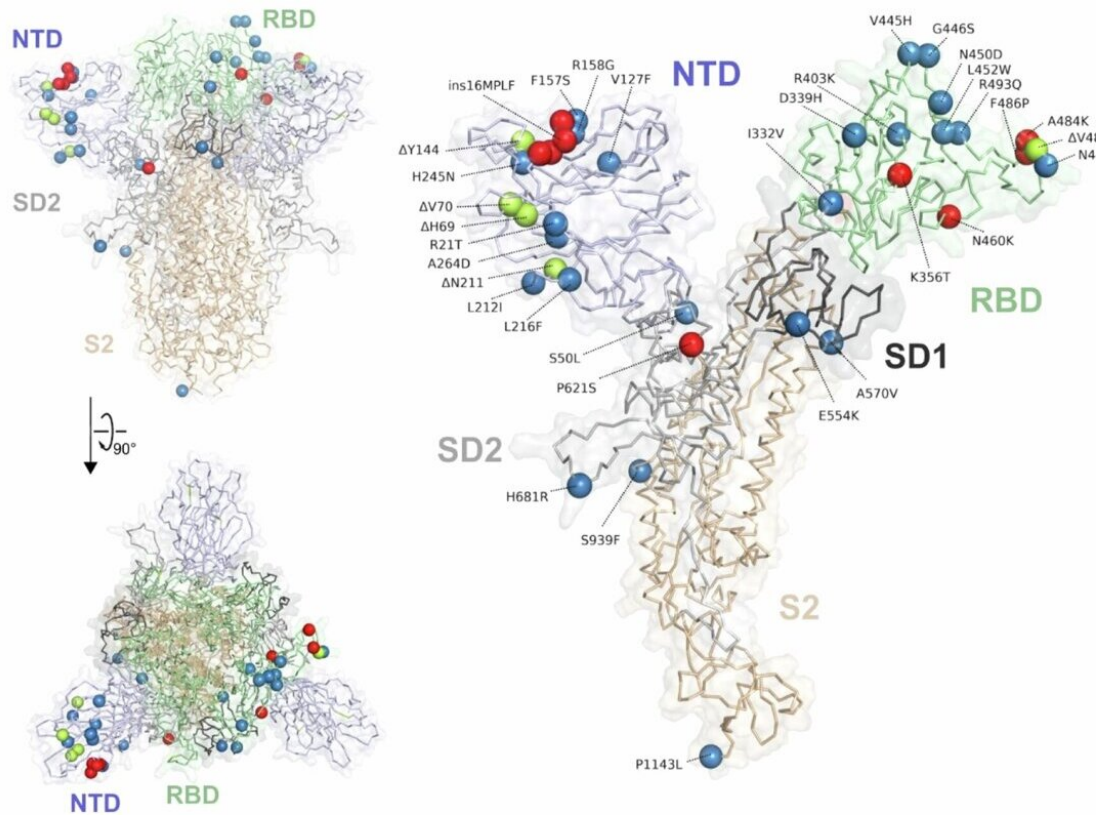 RBD
NTD
SD2
S2
90°
NTD
RBD
NTD
R158G
F157S
V127F
ins16MPLF
ΔY144
H245N
ΔV70
ΔH69
R21T
A264D
ΔN211
L212I
L216F
S50L
P621S
SD2
H681R
S939F
V445H
G446S
N450D
L452W
R403K
R493Q
D339H
F486P
I332V
A484K
ΔV48
N4
N460K
K356T
RBD
SD1
A570V
E554K
S2
P1143L